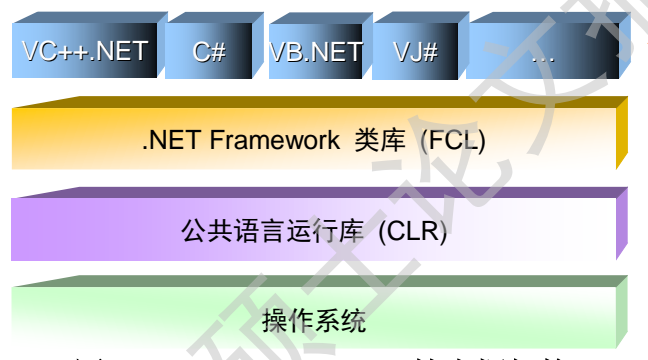 VC++.NET C# VB.NET VJ# …
.NET Framework 类库 (FCL)
公共语言运行库 (CLR)
操作系统